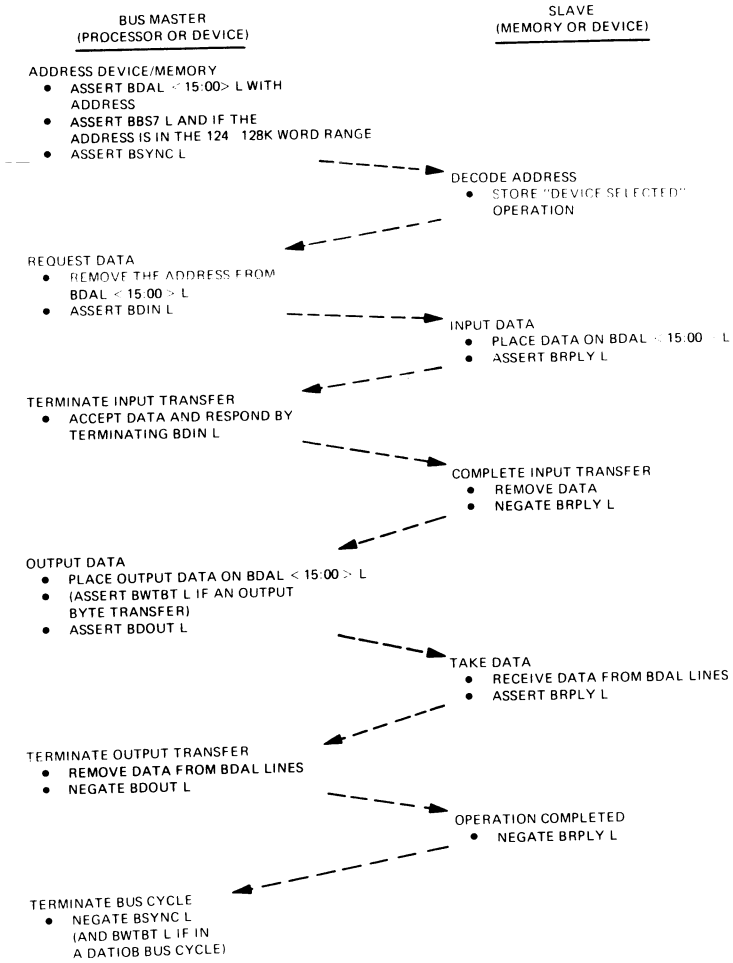 BUS MASTER
(PROCESSOR OR DEVICE)
SLAVE
(MEMORY OR DEVICE)
ADDRESS DEVICE/MEMORY
• ASSERT BDAL < 15:00> L WITH
ADDRESS
• ASSERT BBS7 L AND IF THE
ADDRESS IS IN THE 124 128K WORD RANGE
• ASSERT BSYNC L
DECODE ADDRESS
• STORE "DEVICE SELECTED"
OPERATION
REQUEST DATA
• REMOVE THE ADDRESS FROM
BDAL < 15:00 > L
• ASSERT BDIN L
INPUT DATA
• PLACE DATA ON BDAL < 15:00 L
• ASSERT BRPLY L
TERMINATE INPUT TRANSFER
• ACCEPT DATA AND RESPOND BY
TERMINATING BDIN L
COMPLETE INPUT TRANSFER
• REMOVE DATA
• NEGATE BRPLY L
OUTPUT DATA
• PLACE OUTPUT DATA ON BDAL < 15:00 > L
• (ASSERT BWTBT L IF AN OUTPUT
BYTE TRANSFER)
• ASSERT BDOUT L
TAKE DATA
• RECEIVE DATA FROM BDAL LINES
• ASSERT BRPLY L
TERMINATE OUTPUT TRANSFER
• REMOVE DATA FROM BDAL LINES
• NEGATE BDOUT L
OPERATION COMPLETED
• NEGATE BRPLY L
TERMINATE BUS CYCLE
• NEGATE BSYNC L
(AND BWTBT L IF IN
A DATIOB BUS CYCLE)